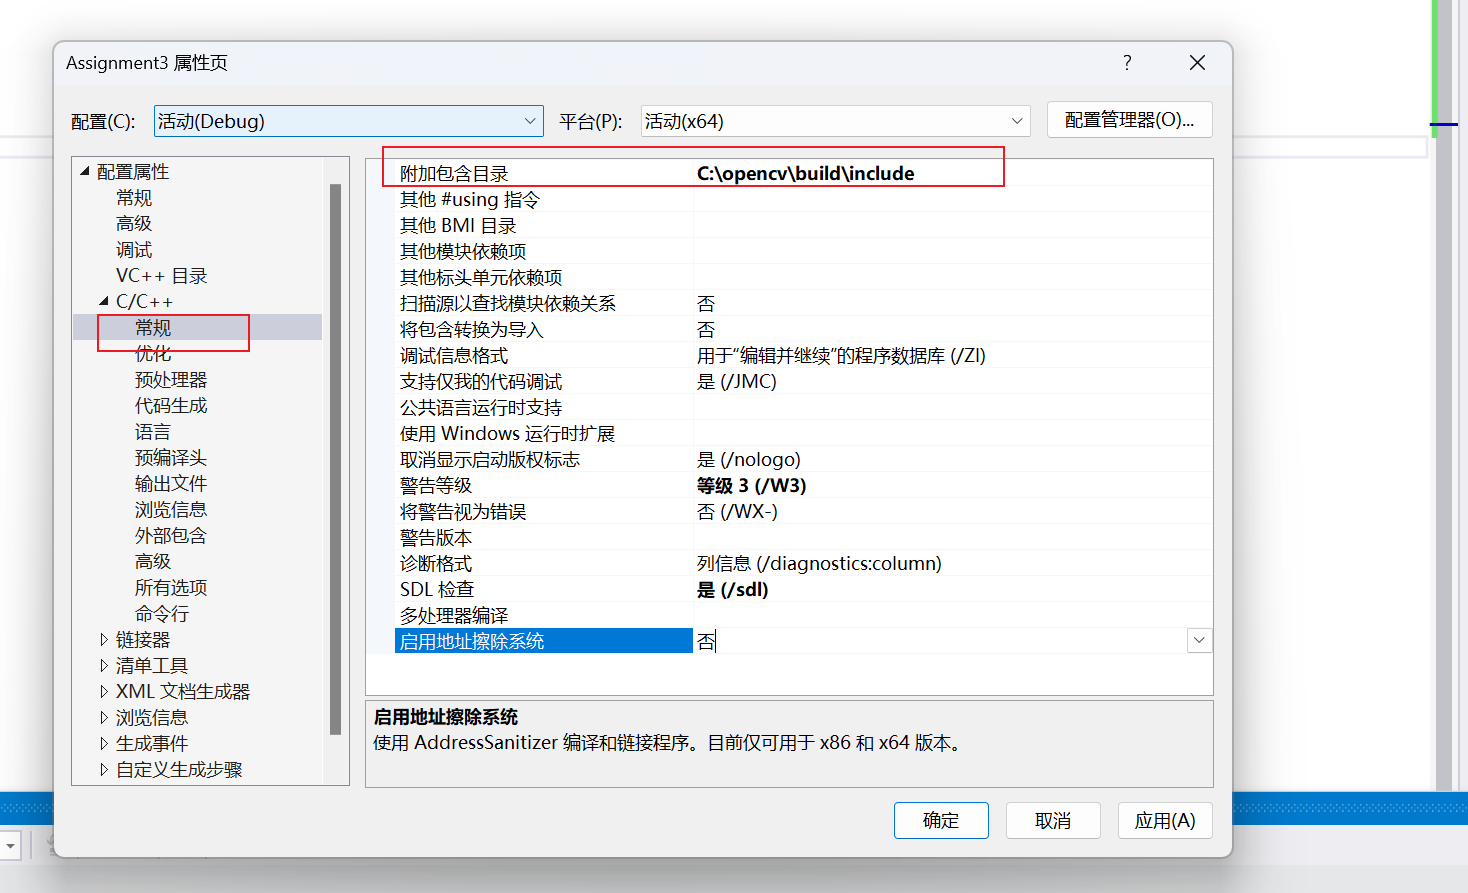 Assignment3 属性页
?
配置(C): 活动(Debug) 平台(P): 活动(x64) 配置管理器(O)...
配置属性
常规
高级
调试
VC++ 目录
C/C++
常规
优化
预处理器
代码生成
语言
预编译头
输出文件
浏览信息
外部包含
高级
所有选项
命令行
链接器
清单工具
XML 文档生成器
浏览信息
生成事件
自定义生成步骤
附加包含目录 C:\opencv\build\include
其他 #using 指令
其他 BMI 目录
其他模块依赖项
其他标头单元依赖项
扫描源以查找模块依赖关系 否
将包含转换为导入 否
调试信息格式 用于“编辑并继续”的程序数据库 (/ZI)
支持仅我的代码调试 是 (/JMC)
公共语言运行时支持
使用 Windows 运行时扩展
取消显示启动版权标志 是 (/nologo)
警告等级 等级 3 (/W3)
将警告视为错误 否 (/WX-)
警告版本
诊断格式 列信息 (/diagnostics:column)
SDL 检查 是 (/sdl)
多处理器编译
启用地址擦除系统 否
启用地址擦除系统
使用 AddressSanitizer 编译和链接程序。目前仅可用于 x86 和 x64 版本。
确定 取消 应用(A)